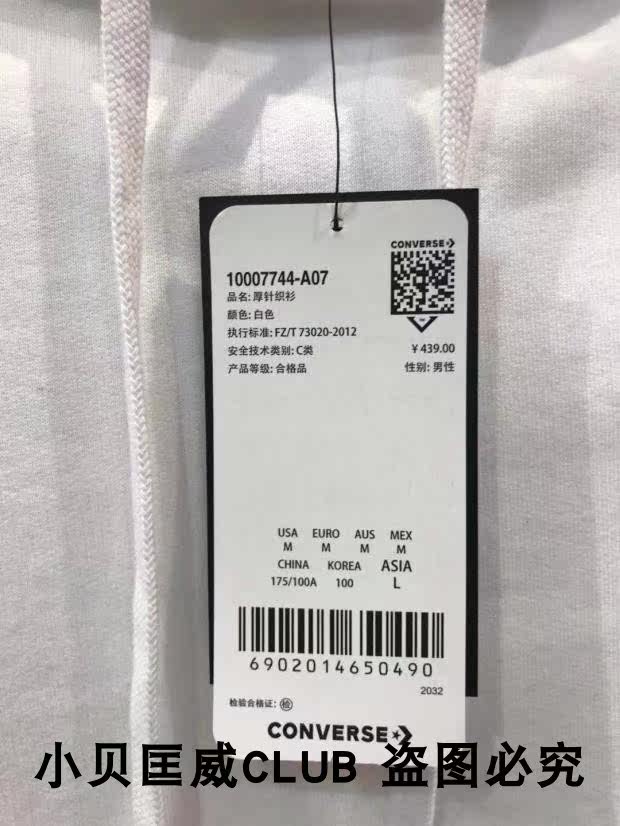 CONVERSE
10007744-A07
品名: 厚针织衫
颜色: 白色
执行标准: FZ/T 73020-2012
安全技术类别: C类
¥ 439.00
产品等级: 合格品
性别: 男性
USA EURO AUS MEX
M M M M
CHINA KOREA ASIA
175/100A 100 L
6902014650490
2032
检验合格证: 检
CONVERSE
小贝匡威CLUB 盗图必究